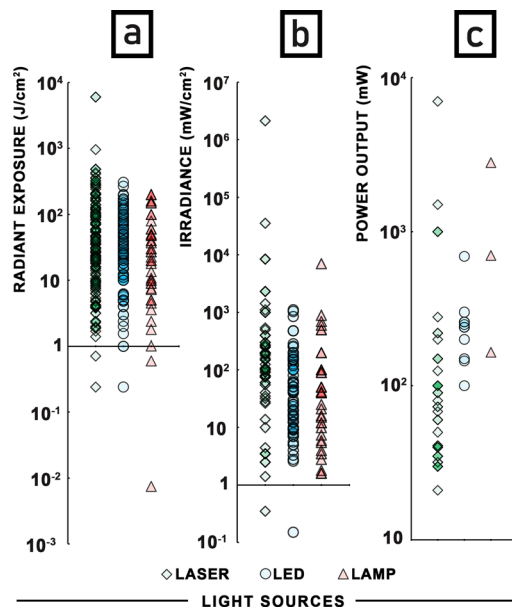 a
b
c
RADIANT EXPOSURE (J/cm²)
10⁴
10³
10²
10
1
10⁻¹
10⁻²
10⁻³
IRRADIANCE (mW/cm²)
10⁷
10⁶
10⁵
10⁴
10³
10²
10
1
10⁻¹
POWER OUTPUT (mW)
10⁴
10³
10²
10
LASER LED LAMP
LIGHT SOURCES